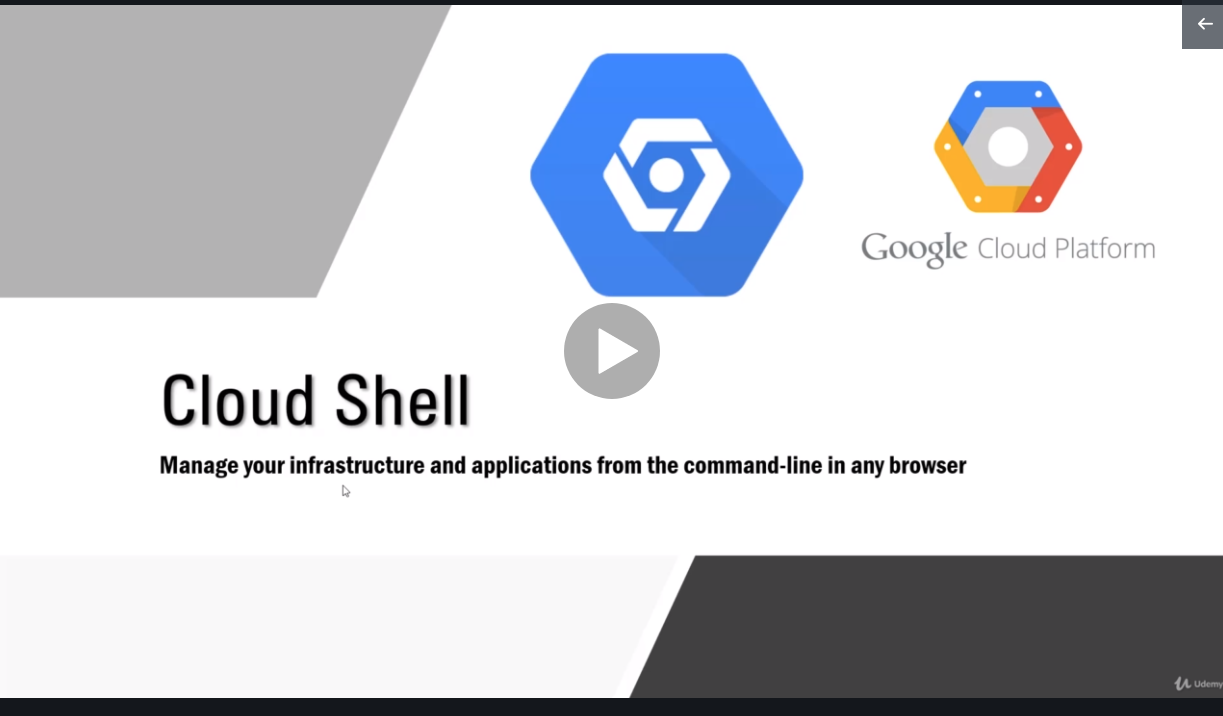 Google Cloud Platform
Cloud Shell
Manage your infrastructure and applications from the command-line in any browser
Udemy